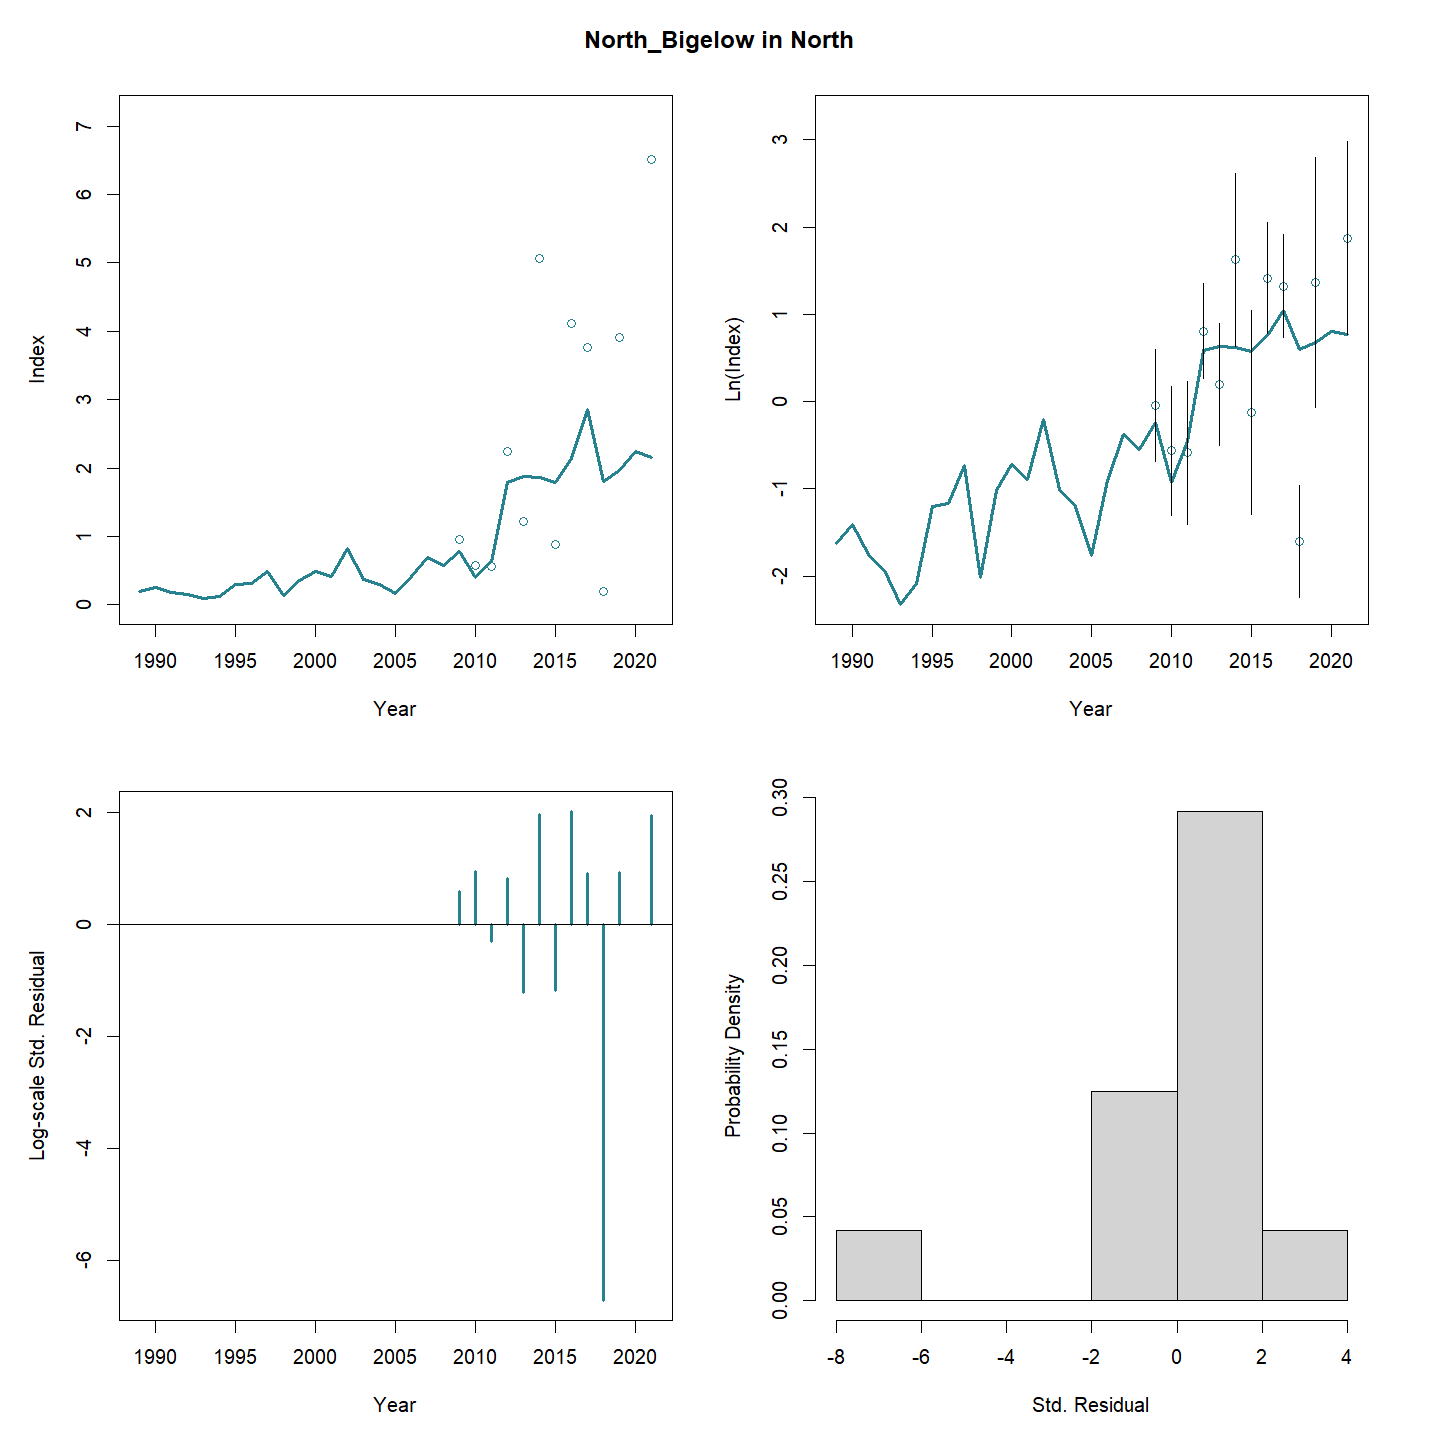 North_Bigelow in North
7
6
5
4
3
2
1
0
Index
1990 1995 2000 2005 2010 2015 2020
Year
3
2
1
0
-1
-2
Ln(Index)
1990 1995 2000 2005 2010 2015 2020
Year
2
0
-2
-4
-6
Log-scale Std. Residual
1990 1995 2000 2005 2010 2015 2020
Year
0.30
0.25
0.20
0.15
0.10
0.05
0.00
Probability Density
-8 -6 -4 -2 0 2 4
Std. Residual